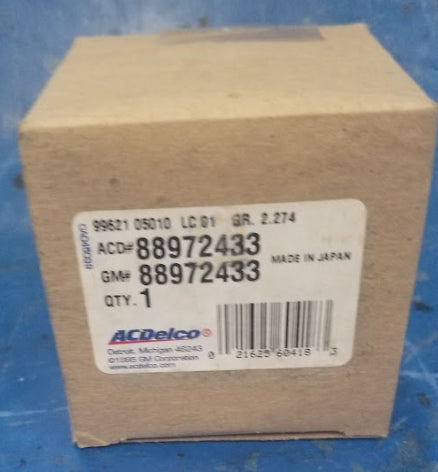 99621 05010 LC 01 GR. 2.274
ACD# 88972433
GM# 88972433
MADE IN JAPAN
QTY. 1
ACDelco®
Detroit, Michigan 48243
©1995 GM Corporation
www.acdelco.com
0 21625 60418 3